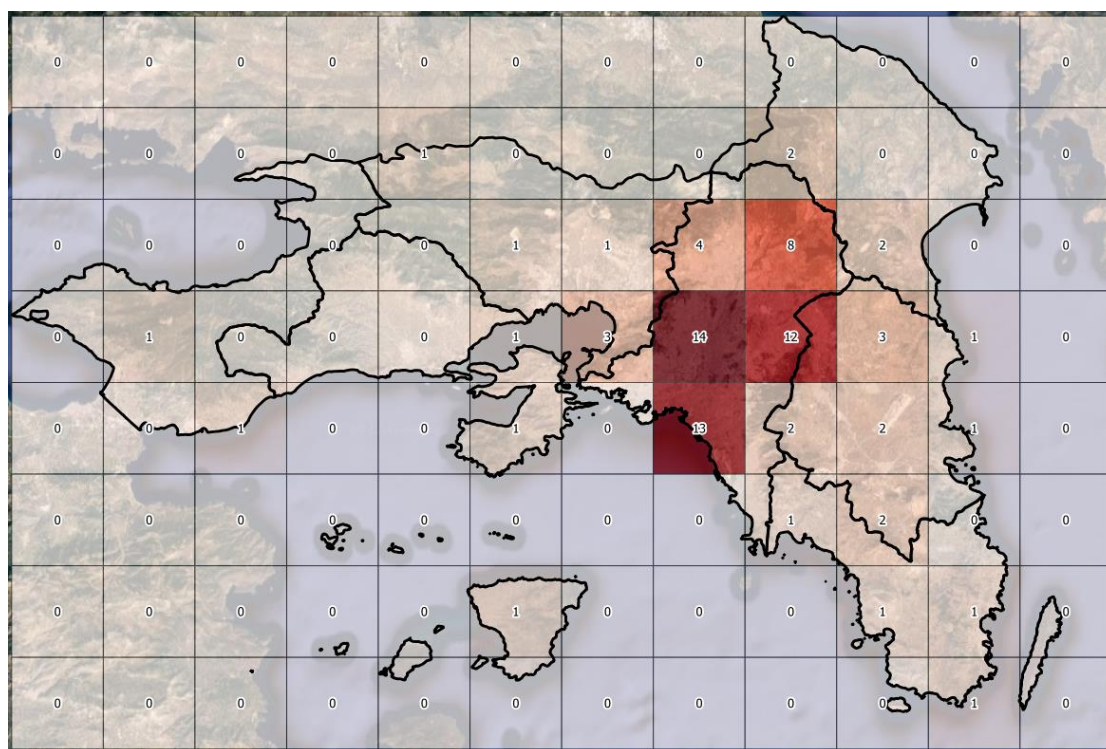 0 0 0 0 0 0 0 0 0 0 0 0
0 0 0 0 1 0 0 0 2 0 0 0
0 0 0 0 0 1 1 4 8 2 0 0
0 1 0 0 0 1 3 14 12 3 1 0
0 0 1 0 0 1 0 13 2 2 1 0
0 0 0 0 0 0 0 0 1 2 0 0
0 0 0 0 0 1 0 0 0 1 1 0
0 0 0 0 0 0 0 0 0 0 1 0